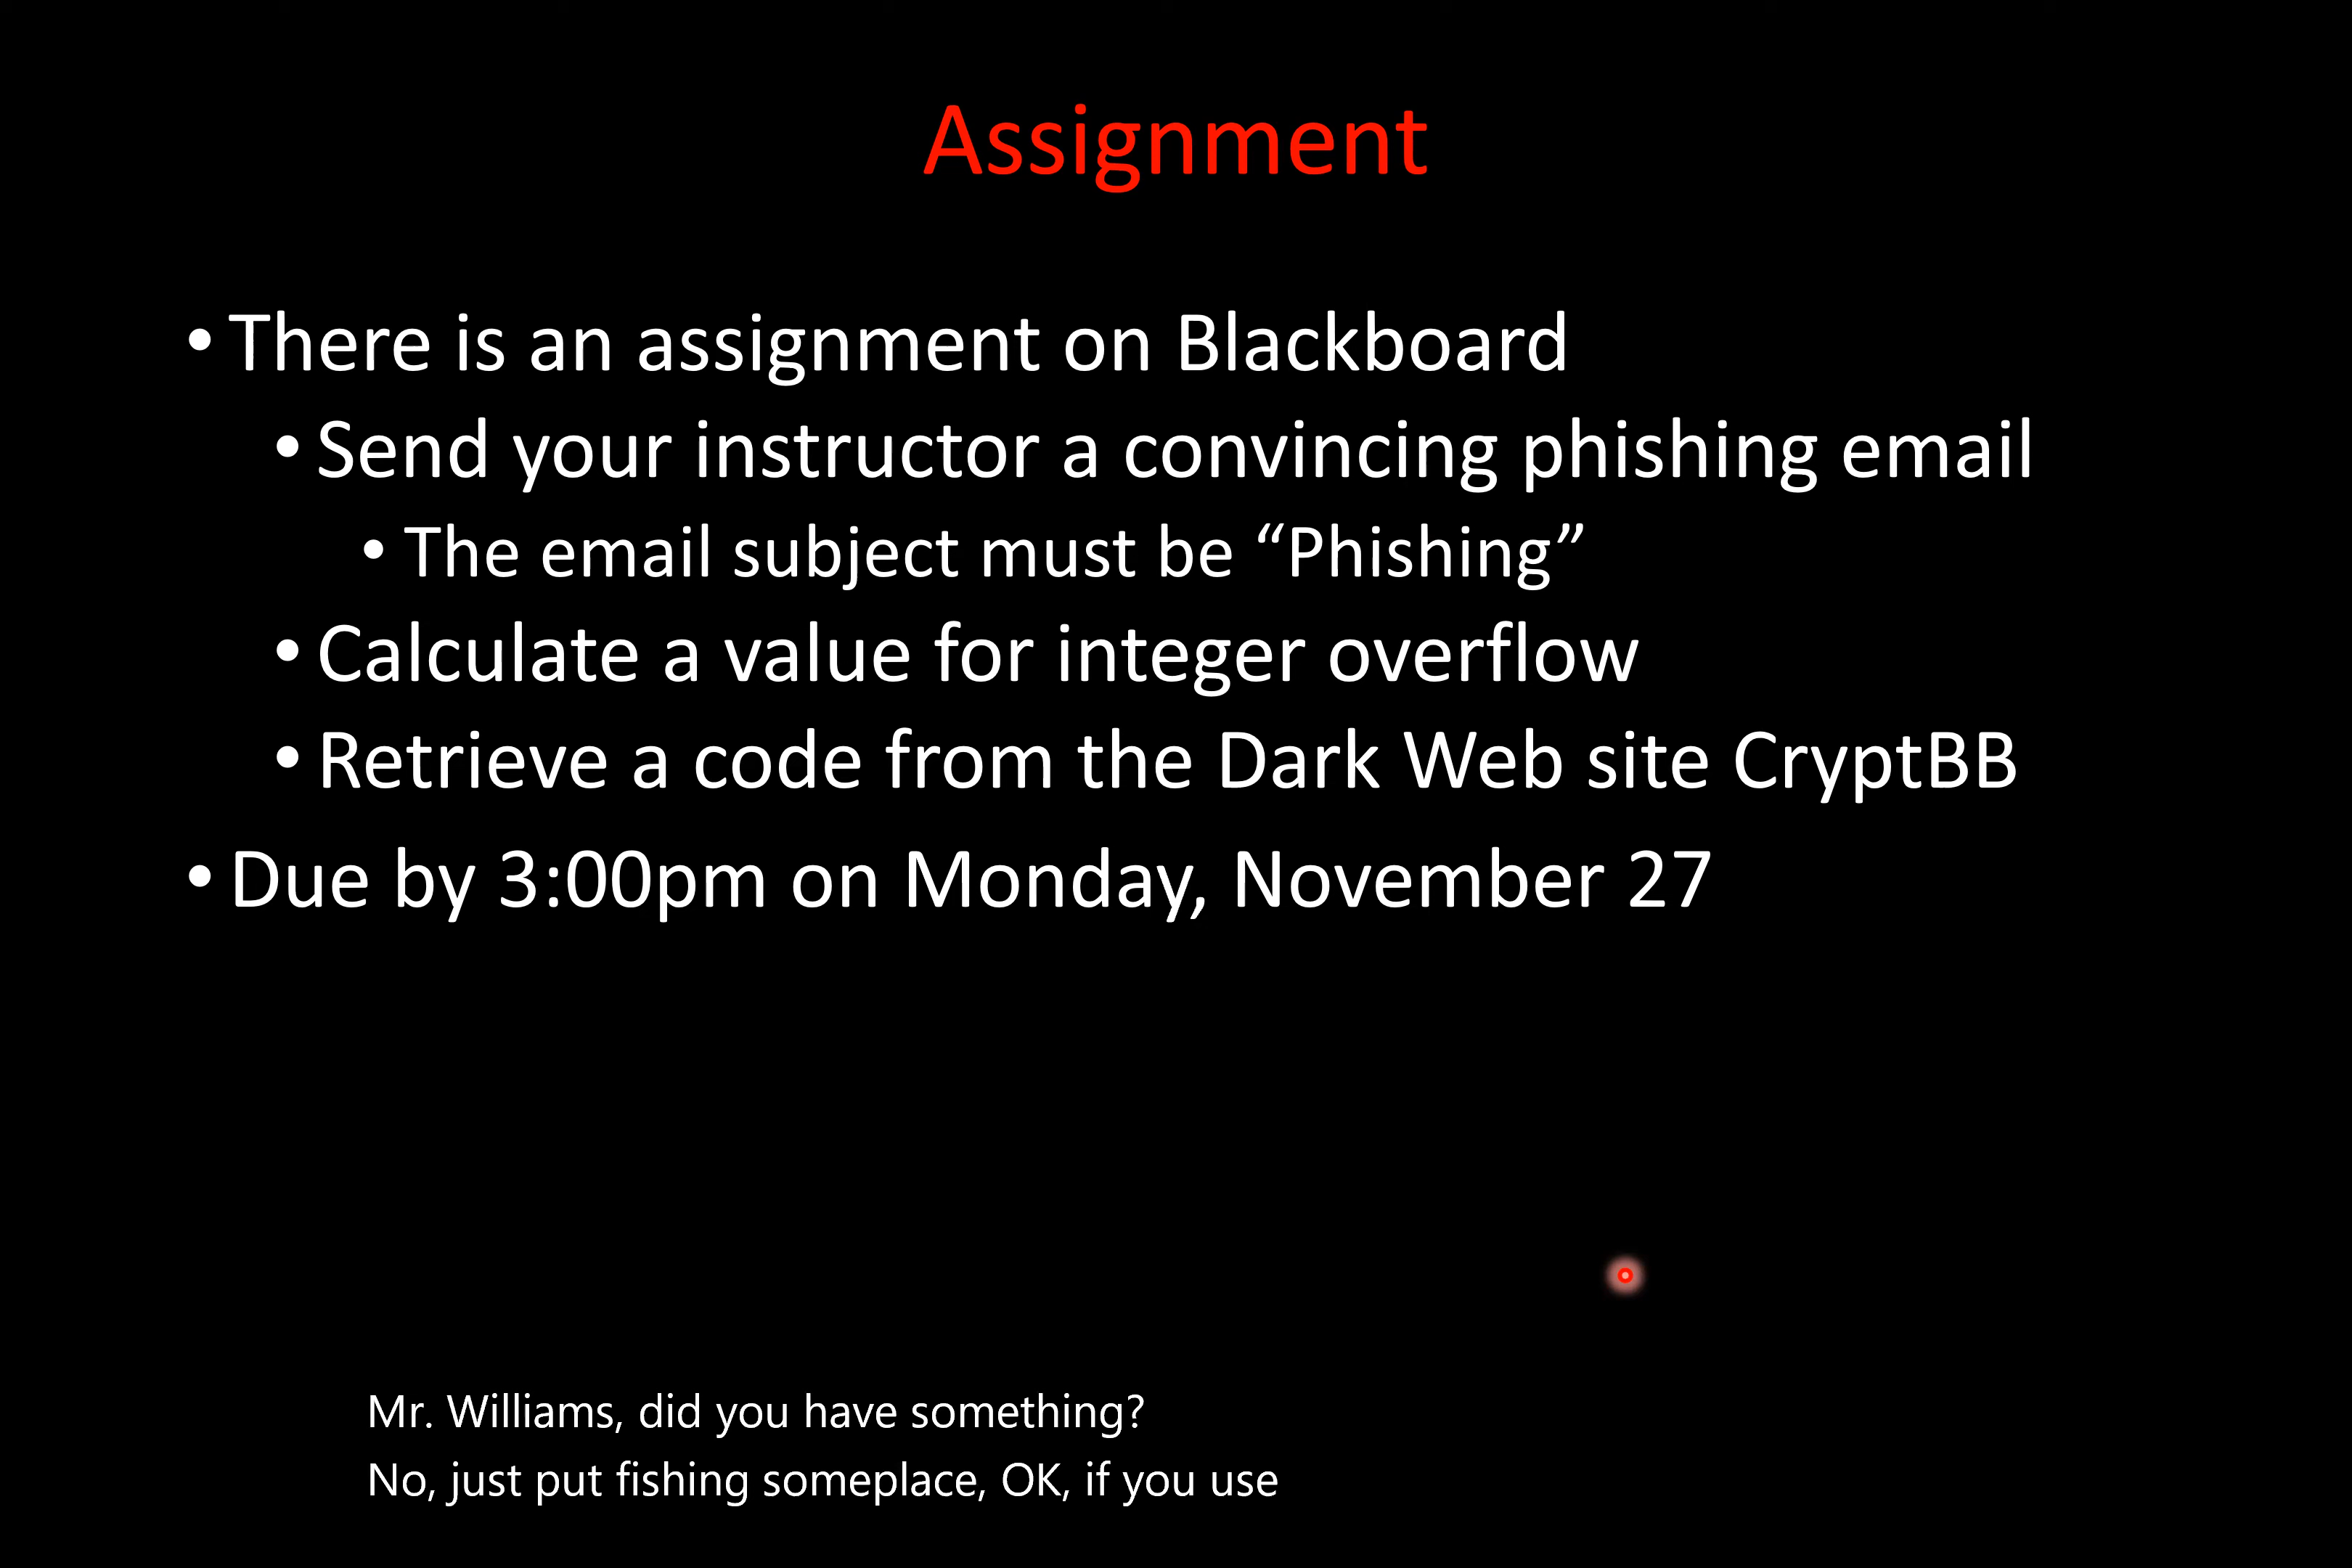 Assignment
• There is an assignment on Blackboard
• Send your instructor a convincing phishing email
• The email subject must be “Phishing”
• Calculate a value for integer overflow
• Retrieve a code from the Dark Web site CryptBB
• Due by 3:00pm on Monday, November 27
Mr. Williams, did you have something?
No, just put fishing someplace, OK, if you use